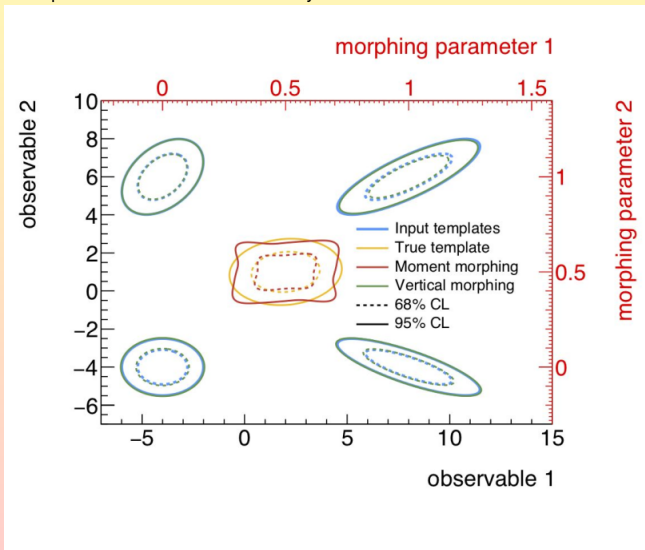 morphing parameter 1
0 0.5 1 1.5
observable 2
10
8
6
4
2
0
−2
−4
−6
morphing parameter 2
1
0.5
0
Input templates
True template
Moment morphing
Vertical morphing
68% CL
95% CL
−5 0 5 10 15
observable 1